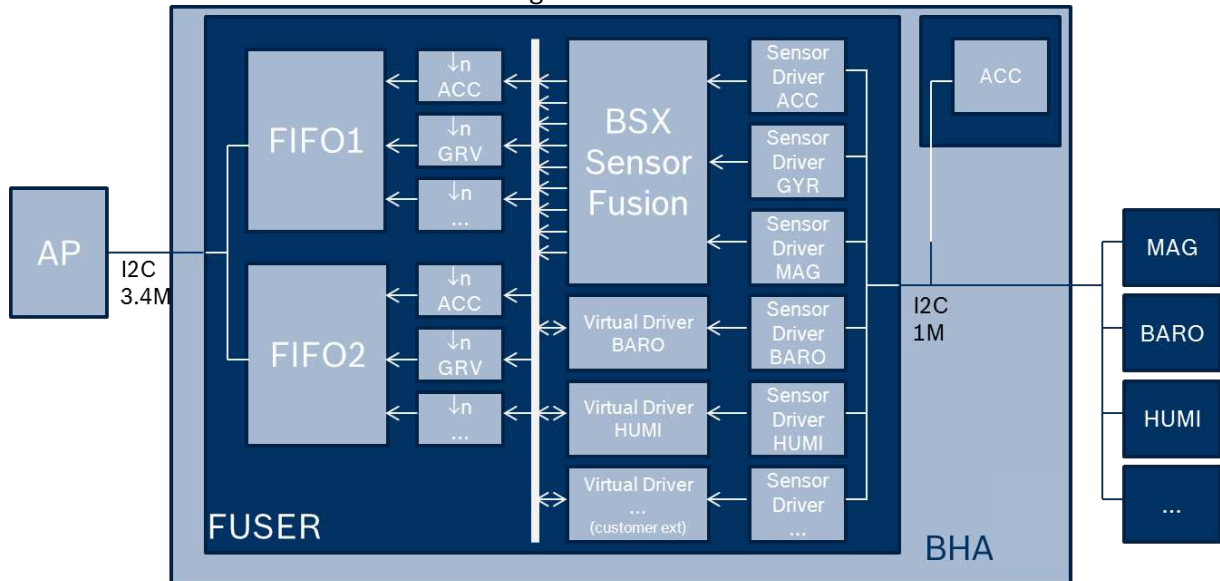 AP
I2C
3.4M
FIFO1
FIFO2
↓n
ACC
↓n
GRV
↓n
...
↓n
ACC
↓n
GRV
↓n
...
BSX
Sensor
Fusion
Virtual Driver
BARO
Virtual Driver
HUMI
Virtual Driver
...
(customer ext)
Sensor
Driver
ACC
Sensor
Driver
GYR
Sensor
Driver
MAG
Sensor
Driver
BARO
Sensor
Driver
HUMI
Sensor
Driver
...
FUSER
ACC
I2C
1M
BHA
MAG
BARO
HUMI
...